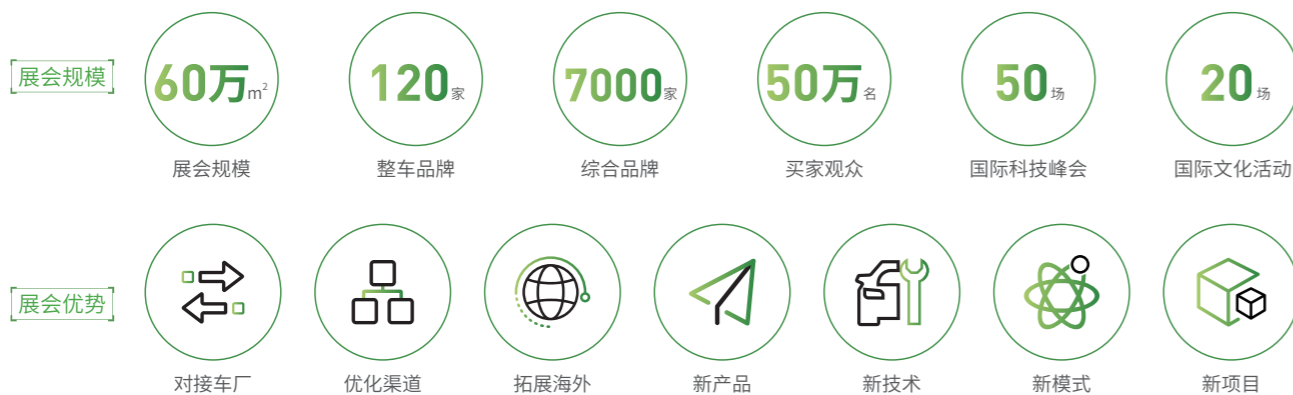 展会规模
60万m²
120家
7000家
50万名
50场
20场
展会规模
整车品牌
综合品牌
买家观众
国际科技峰会
国际文化活动
展会优势
对接车厂
优化渠道
拓展海外
新产品
新技术
新模式
新项目